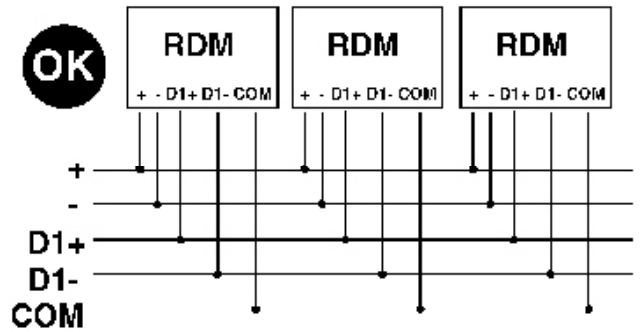 OK
RDM RDM RDM
+ - D1+ D1- COM + - D1+ D1- COM + - D1+ D1- COM
+
-
D1+
D1-
COM